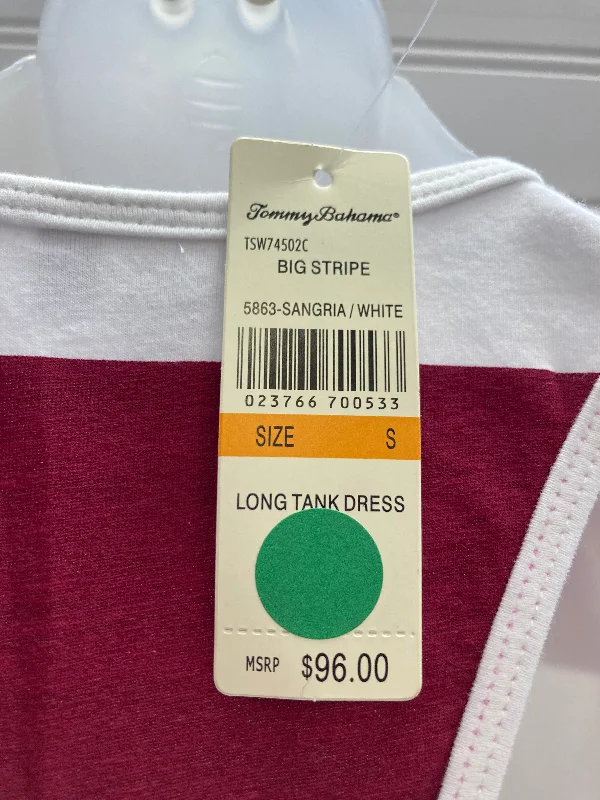 Tommy Bahama®
TSW74502C
BIG STRIPE
5863-SANGRIA / WHITE
023766 700533
SIZE S
LONG TANK DRESS
MSRP $96.00